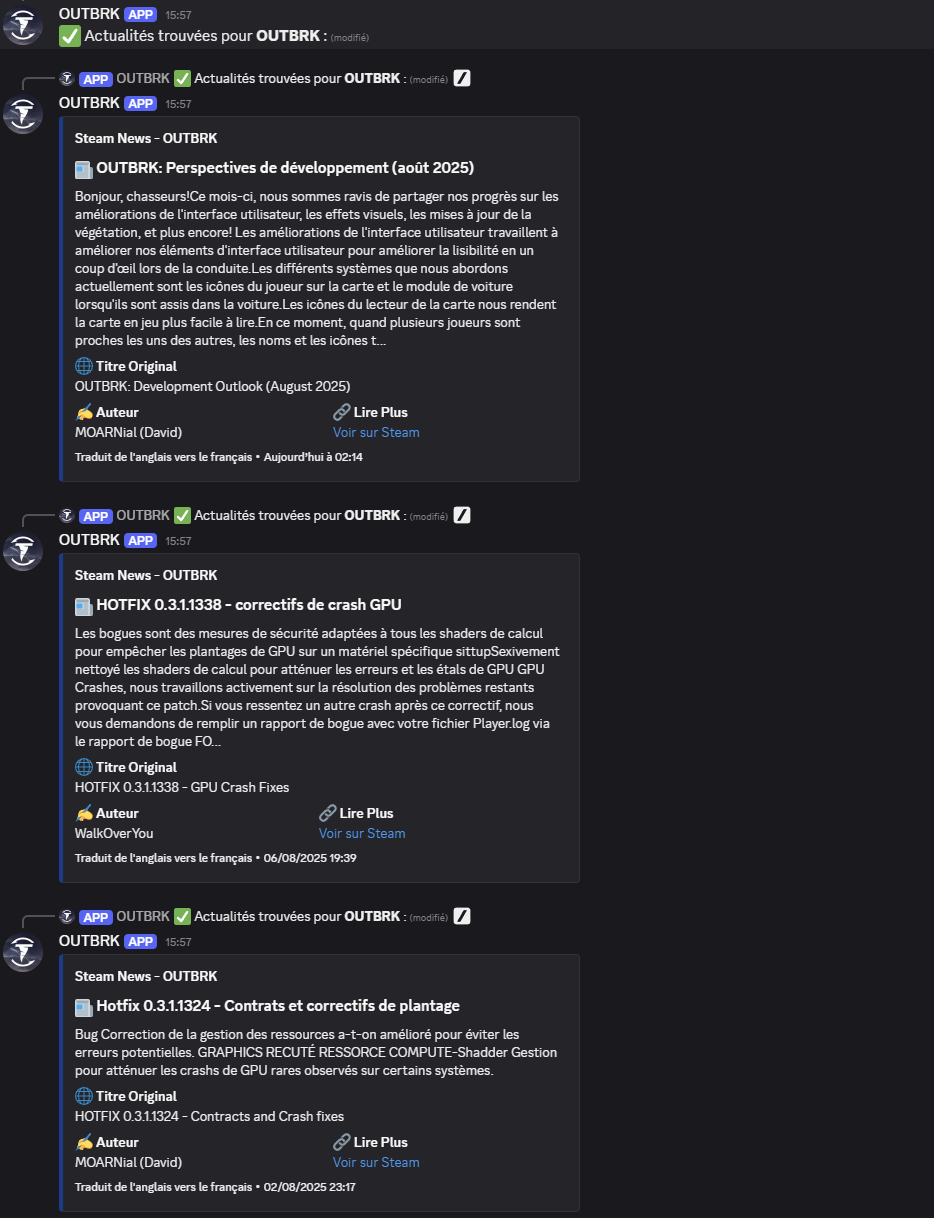 OUTBRK APP 15:57
✅ Actualités trouvées pour OUTBRK : (modifié)
APP OUTBRK ✅ Actualités trouvées pour OUTBRK : (modifié)
OUTBRK APP 15:57
Steam News - OUTBRK
📰 OUTBRK: Perspectives de développement (août 2025)
Bonjour, chasseurs!Ce mois-ci, nous sommes ravis de partager nos progrès sur les
améliorations de l'interface utilisateur, les effets visuels, les mises à jour de la
végétation, et plus encore! Les améliorations de l'interface utilisateur travaillent à
améliorer nos éléments d'interface utilisateur pour améliorer la lisibilité en un
coup d'œil lors de la conduite.Les différents systèmes que nous abordons
actuellement sont les icônes du joueur sur la carte et le module de voiture
lorsqu'ils sont assis dans la voiture.Les icônes du lecteur de la carte nous rendent
la carte en jeu plus facile à lire.En ce moment, quand plusieurs joueurs sont
proches les uns des autres, les noms et les icônes t...
🌐 Titre Original
OUTBRK: Development Outlook (August 2025)
✍️ Auteur 🔗 Lire Plus
MOARNial (David) Voir sur Steam
Traduit de l'anglais vers le français • Aujourd'hui à 02:14
APP OUTBRK ✅ Actualités trouvées pour OUTBRK : (modifié)
OUTBRK APP 15:57
Steam News - OUTBRK
📰 HOTFIX 0.3.1.1338 - correctifs de crash GPU
Les bogues sont des mesures de sécurité adaptées à tous les shaders de calcul
pour empêcher les plantages de GPU sur un matériel spécifique sittupSexivement
nettoyé les shaders de calcul pour atténuer les erreurs et les étals de GPU GPU
Crashes, nous travaillons activement sur la résolution des problèmes restants
provoquant ce patch.Si vous ressentez un autre crash après ce correctif, nous
vous demandons de remplir un rapport de bogue avec votre fichier Player.log via
le rapport de bogue FO...
🌐 Titre Original
HOTFIX 0.3.1.1338 - GPU Crash Fixes
✍️ Auteur 🔗 Lire Plus
WalkOverYou Voir sur Steam
Traduit de l'anglais vers le français • 06/08/2025 19:39
APP OUTBRK ✅ Actualités trouvées pour OUTBRK : (modifié)
OUTBRK APP 15:57
Steam News - OUTBRK
📰 Hotfix 0.3.1.1324 - Contrats et correctifs de plantage
Bug Correction de la gestion des ressources a-t-on amélioré pour éviter les
erreurs potentielles. GRAPHICS RECUTÉ RESSORCE COMPUTE-Shadder Gestion
pour atténuer les crashs de GPU rares observés sur certains systèmes.
🌐 Titre Original
HOTFIX 0.3.1.1324 - Contracts and Crash fixes
✍️ Auteur 🔗 Lire Plus
MOARNial (David) Voir sur Steam
Traduit de l'anglais vers le français • 02/08/2025 23:17